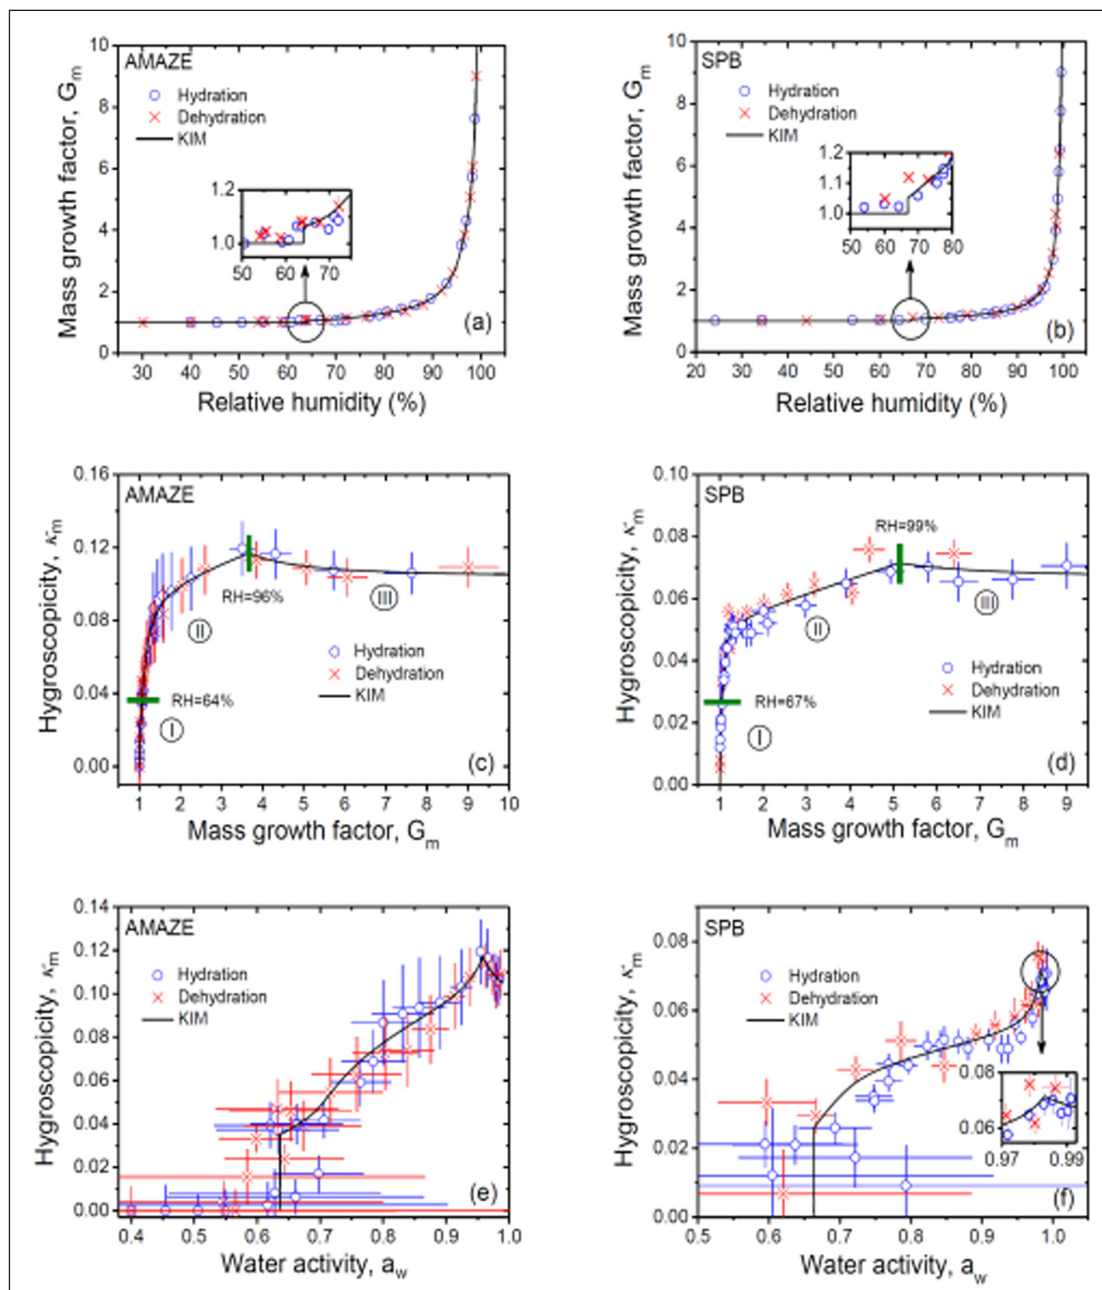 AMAZE
Hydration
Dehydration
KIM
(a)
Mass growth factor, Gm
10
8
6
4
2
0
1.2
1.1
1.0
50 60 70
30 40 50 60 70 80 90 100
Relative humidity (%)
SPB
Hydration
Dehydration
KIM
(b)
Mass growth factor, Gm
10
8
6
4
2
0
1.2
1.1
1.0
50 60 70 80
20 30 40 50 60 70 80 90 100
Relative humidity (%)
AMAZE
RH=96%
III
II
Hydration
Dehydration
KIM
RH=64%
I
(c)
Hygroscopicity, κm
0.16
0.12
0.08
0.04
0.00
1 2 3 4 5 6 7 8 9 10
Mass growth factor, Gm
SPB
RH=99%
III
II
Hydration
Dehydration
KIM
RH=67%
I
(d)
Hygroscopicity, κm
0.10
0.08
0.06
0.04
0.02
0.00
1 2 3 4 5 6 7 8 9
Mass growth factor, Gm
AMAZE
Hydration
Dehydration
KIM
(e)
Hygroscopicity, κm
0.14
0.12
0.10
0.08
0.06
0.04
0.02
0.00
0.4 0.5 0.6 0.7 0.8 0.9 1.0
Water activity, aw
SPB
Hydration
Dehydration
KIM
0.08
0.06
0.97 0.99
(f)
Hygroscopicity, κm
0.08
0.06
0.04
0.02
0.00
0.5 0.6 0.7 0.8 0.9 1.0
Water activity, aw